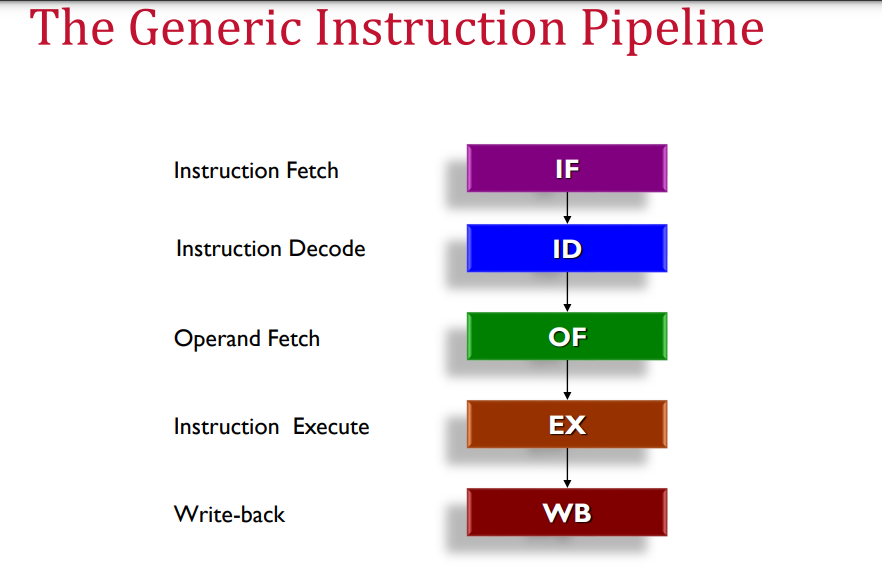 The Generic Instruction Pipeline
Instruction Fetch IF
Instruction Decode ID
Operand Fetch OF
Instruction Execute EX
Write-back WB